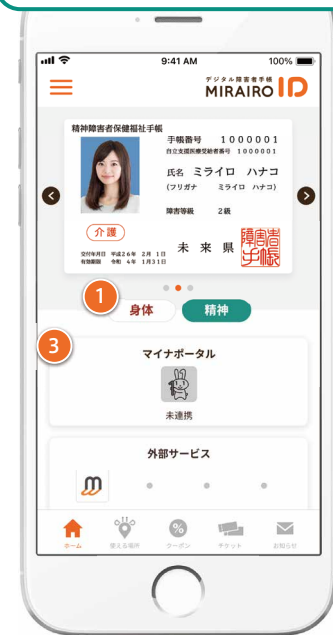 9:41 AM
100%
デジタル障害者手帳
MIRAIRO ID
精神障害者保健福祉手帳
手帳番号 1000001
自立支援医療受給者番号 1000001
氏名 ミライロ ハナコ
(フリガナ ミライロ ハナコ)
障害等級 2級
介護
交付年月日 平成26年 2月 1日
有効期限 令和 4年 1月31日
未来県
障害者手帳
1
身体
精神
3
マイナポータル
未連携
外部サービス
ホーム
使える場所
クーポン
チケット
お知らせ